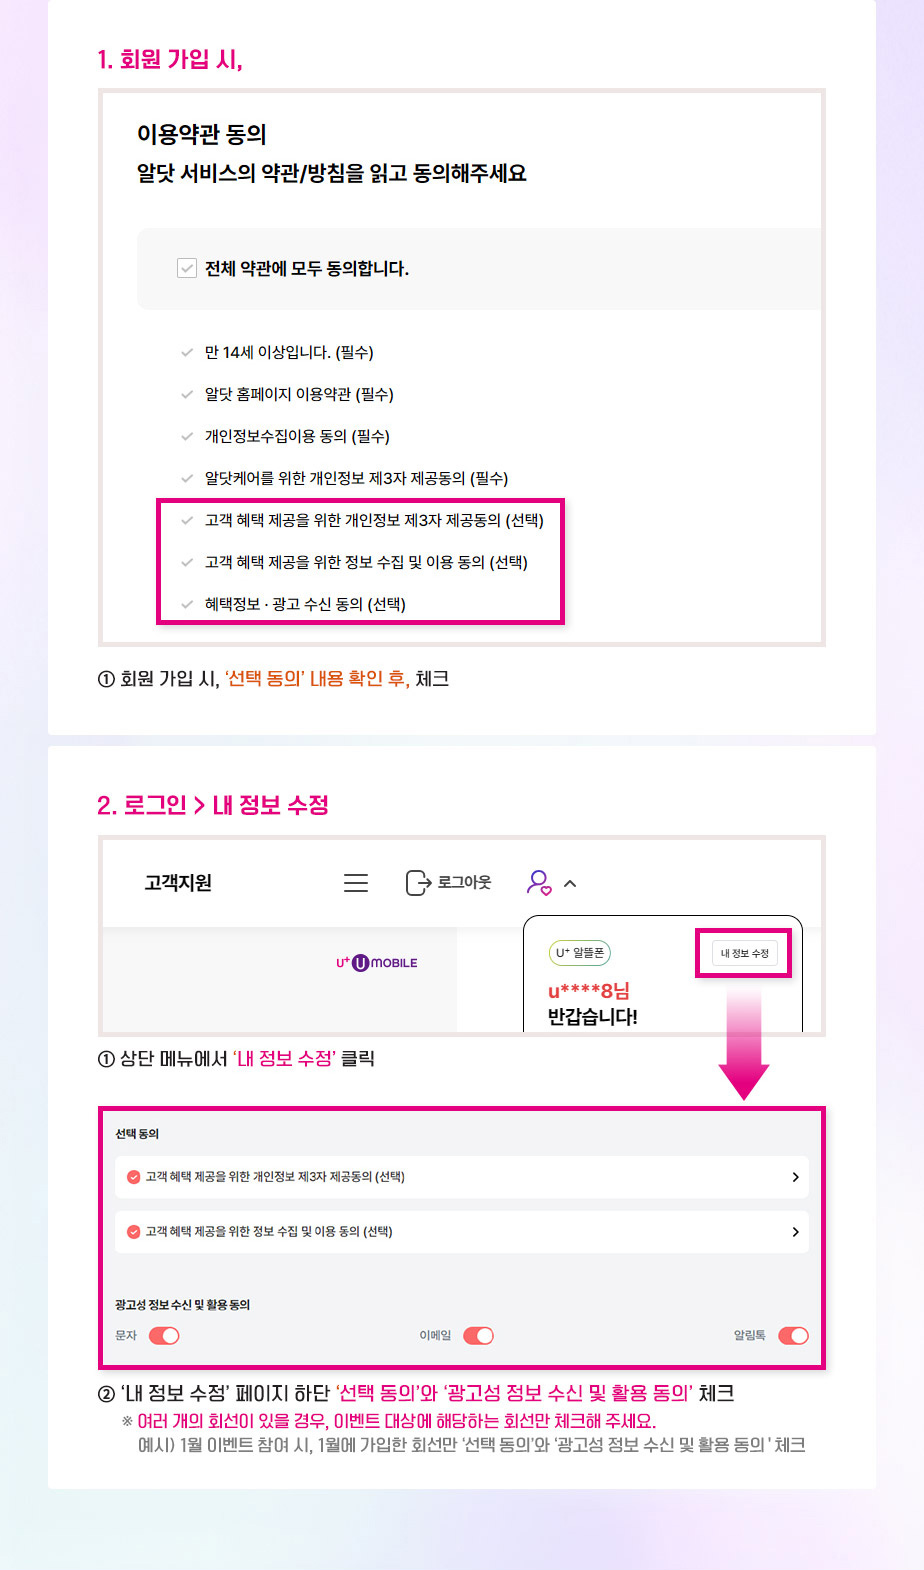 1. 회원 가입 시,
이용약관 동의
알닷 서비스의 약관/방침을 읽고 동의해주세요
전체 약관에 모두 동의합니다.
만 14세 이상입니다. (필수)
알닷 홈페이지 이용약관 (필수)
개인정보수집이용 동의 (필수)
알닷케어를 위한 개인정보 제3자 제공동의 (필수)
고객 혜택 제공을 위한 개인정보 제3자 제공동의 (선택)
고객 혜택 제공을 위한 정보 수집 및 이용 동의 (선택)
혜택정보 · 광고 수신 동의 (선택)
① 회원 가입 시, ‘선택 동의’ 내용 확인 후, 체크
2. 로그인 > 내 정보 수정
고객지원 로그아웃
U⁺ U MOBILE
U⁺ 알뜰폰 내 정보 수정
u****8님
반갑습니다!
① 상단 메뉴에서 ‘내 정보 수정’ 클릭
선택 동의
고객 혜택 제공을 위한 개인정보 제3자 제공동의 (선택)
고객 혜택 제공을 위한 정보 수집 및 이용 동의 (선택)
광고성 정보 수신 및 활용 동의
문자 이메일 알림톡
② ‘내 정보 수정’ 페이지 하단 ‘선택 동의’와 ‘광고성 정보 수신 및 활용 동의’ 체크
※ 여러 개의 회선이 있을 경우, 이벤트 대상에 해당하는 회선만 체크해 주세요.
예시) 1월 이벤트 참여 시, 1월에 가입한 회선만 ‘선택 동의’와 ‘광고성 정보 수신 및 활용 동의 ' 체크